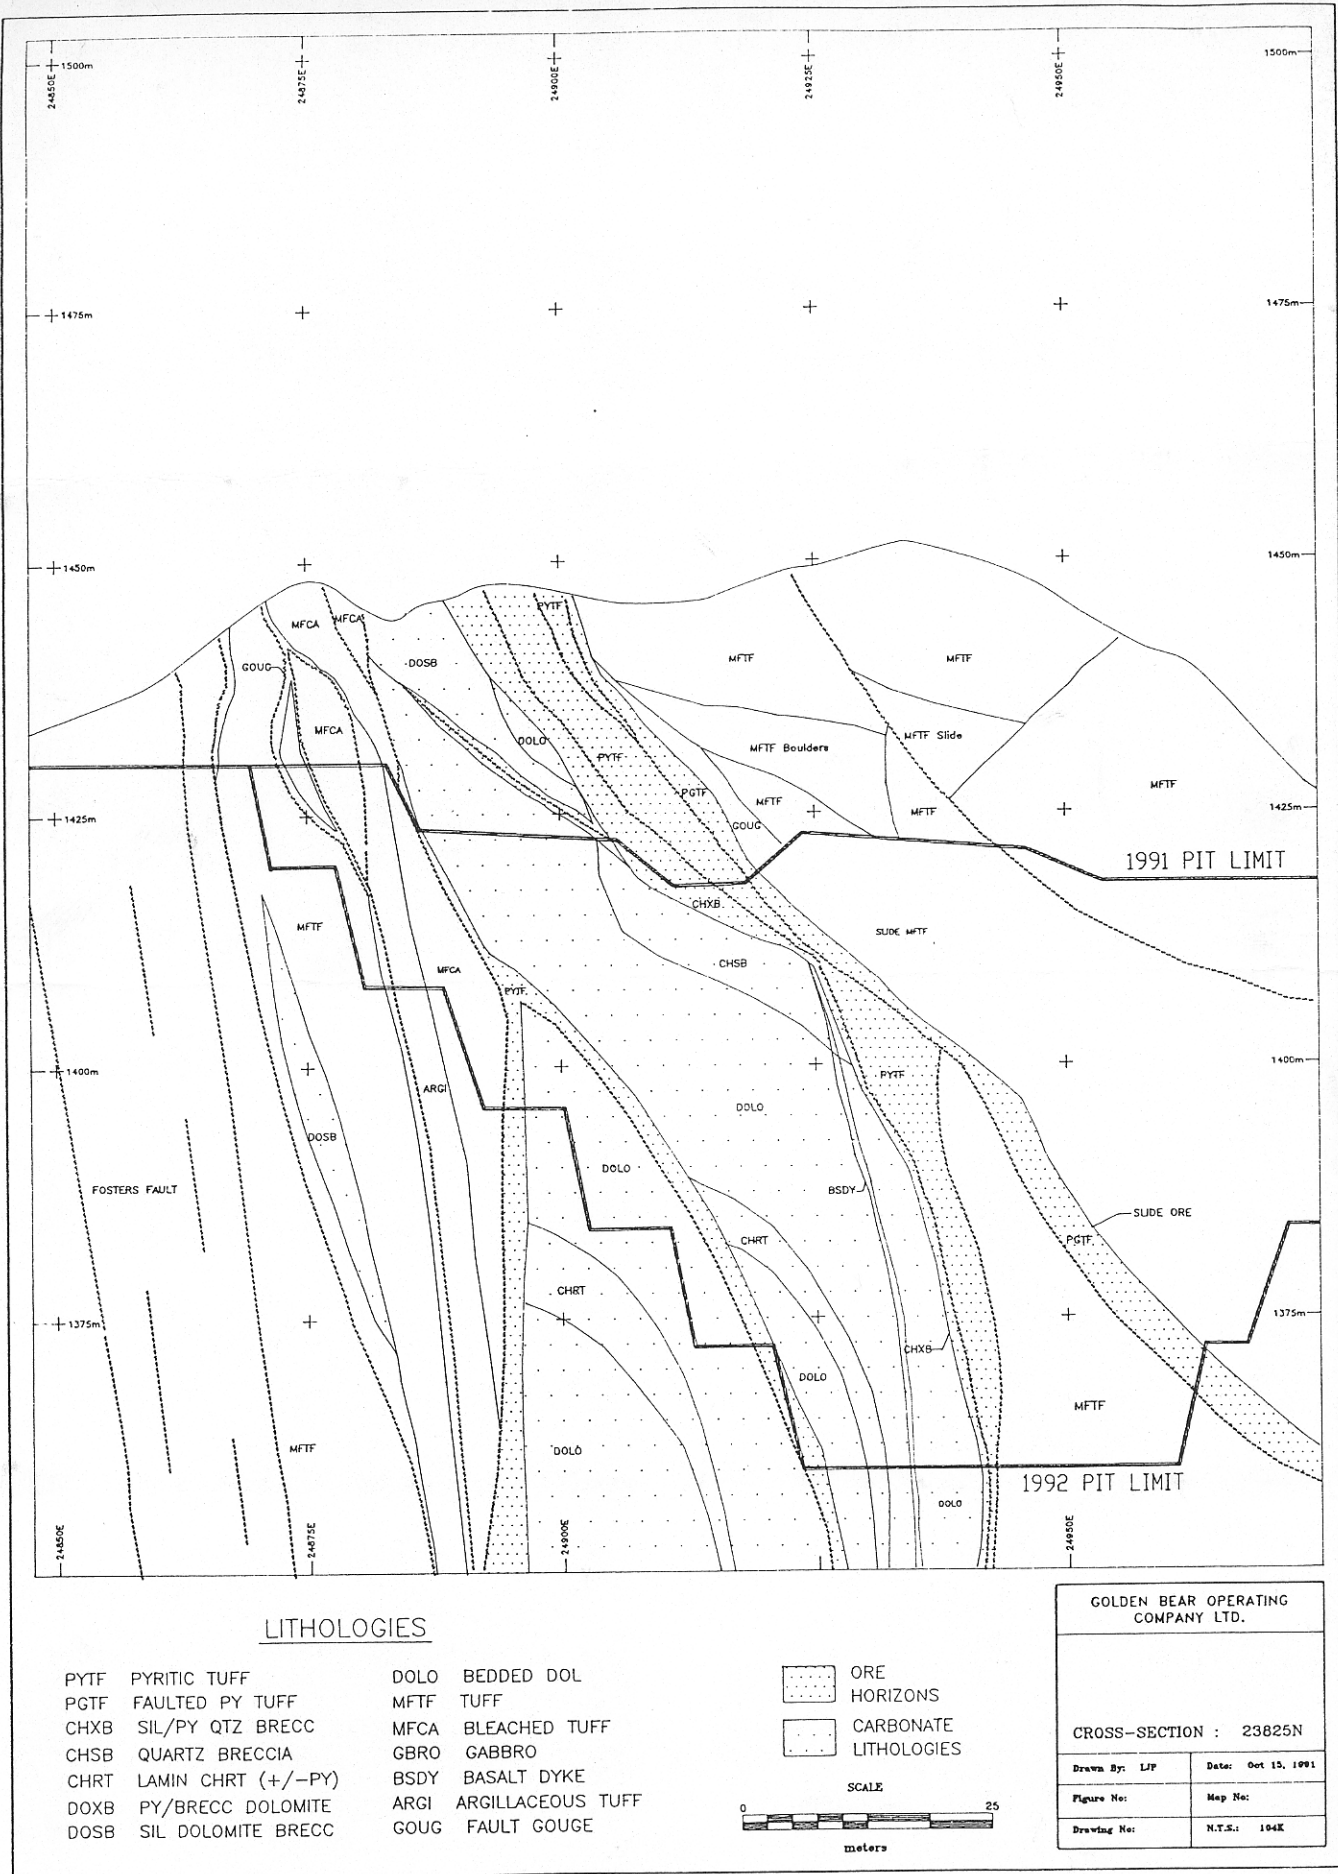 24850E
24875E
24900E
24925E
24950E
1500m
1500m
1475m
1475m
1450m
1450m
PYTF
MFCA
MFCA
GOUG
DOSB
MFTF
MFTF
MFCA
DOLO
PYTF
MFTF Boulders
MFTF Slide
PGTF
MFTF
MFTF
MFTF
1425m
GOUG
1425m
1991 PIT LIMIT
CHXB
MFTF
SLIDE MFTF
MFCA
CHSB
PYTF
1400m
1400m
ARGI
PYTF
DOLO
DOSB
DOLO
FOSTERS FAULT
BSDY
SLIDE ORE
CHRT
PGTF
CHRT
1375m
1375m
CHXB
DOLO
MFTF
MFTF
DOLO
1992 PIT LIMIT
DOLO
24850E
24875E
24900E
24950E
LITHOLOGIES
PYTF PYRITIC TUFF
PGTF FAULTED PY TUFF
CHXB SIL/PY QTZ BRECC
CHSB QUARTZ BRECCIA
CHRT LAMIN CHRT (+/-PY)
DOXB PY/BRECC DOLOMITE
DOSB SIL DOLOMITE BRECC
DOLO BEDDED DOL
MFTF TUFF
MFCA BLEACHED TUFF
GBRO GABBRO
BSDY BASALT DYKE
ARGI ARGILLACEOUS TUFF
GOUG FAULT GOUGE
ORE
HORIZONS
CARBONATE
LITHOLOGIES
SCALE
0 25
meters
GOLDEN BEAR OPERATING
COMPANY LTD.
CROSS-SECTION : 23825N
Drawn By: LJP
Date: Oct 15, 1991
Figure No:
Map No:
Drawing No:
N.T.S.: 104K